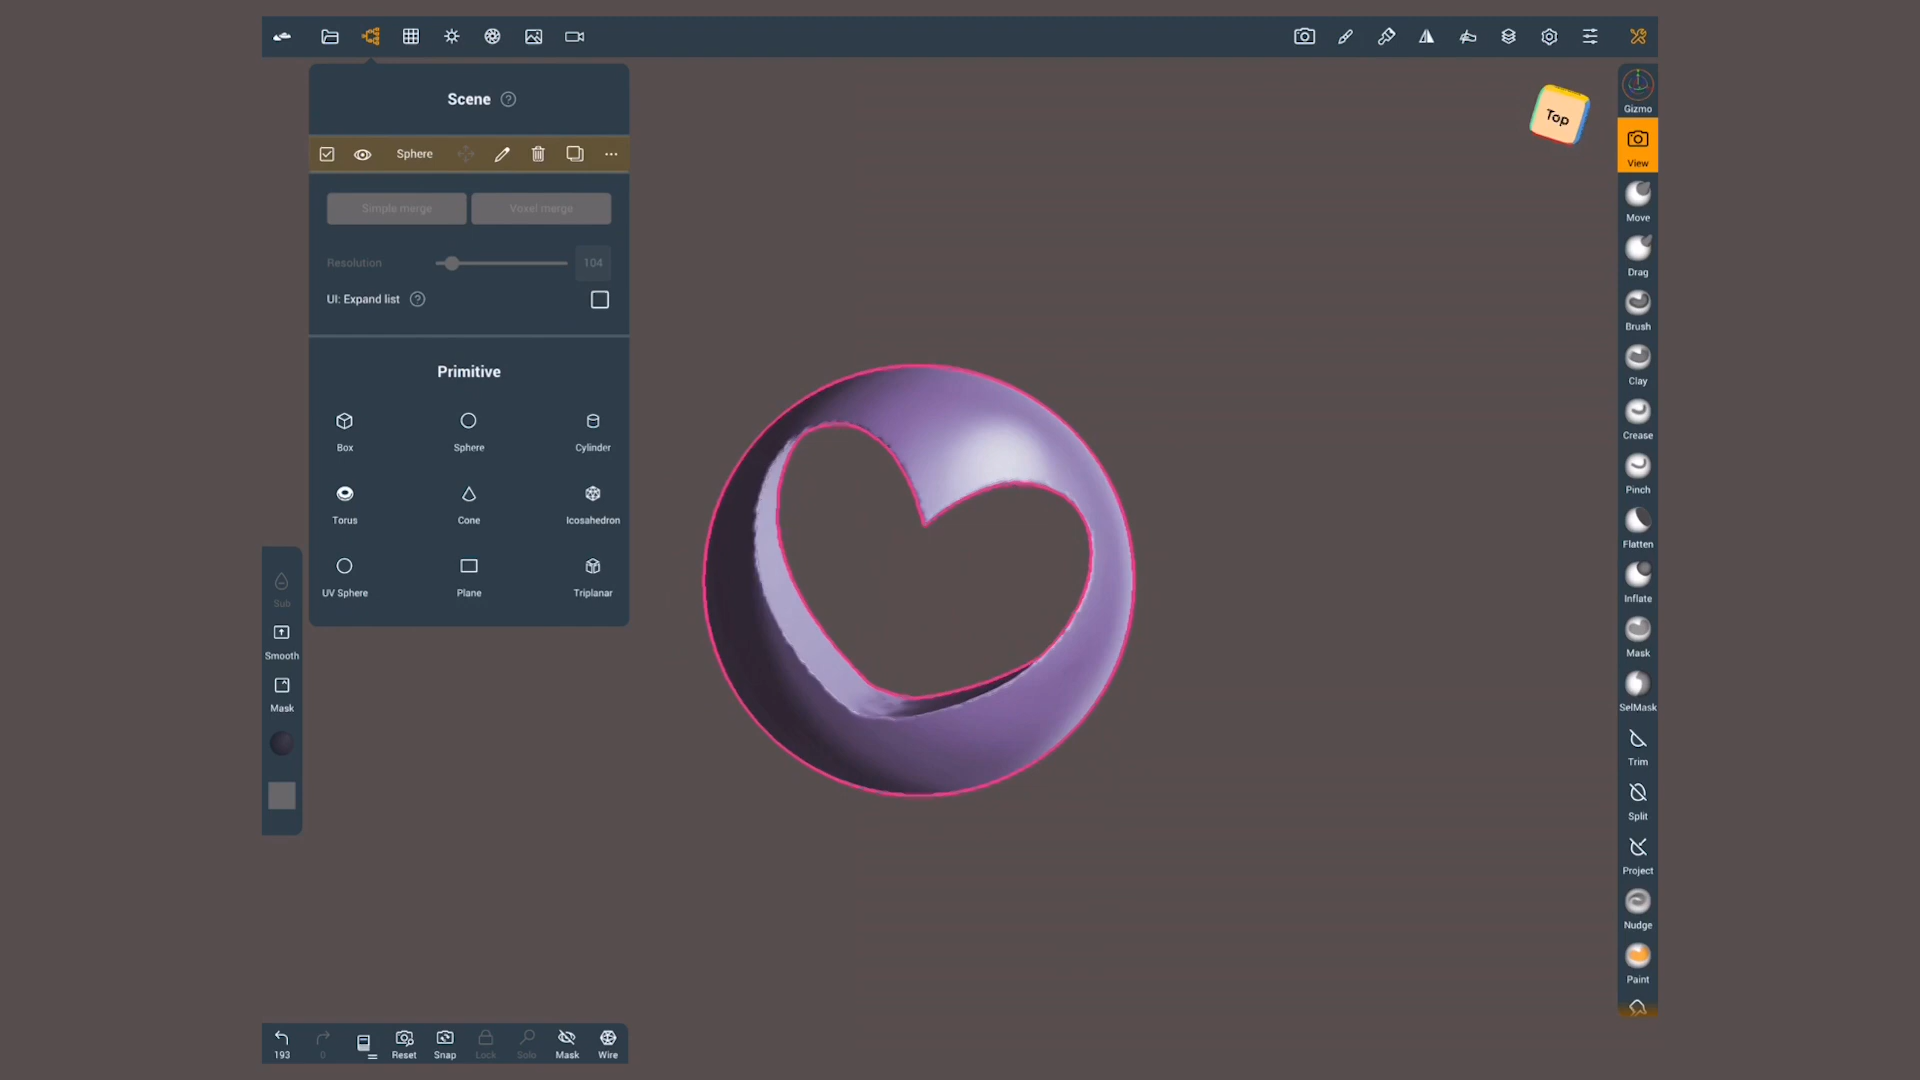 Scene
Sphere
Simple merge Voxel merge
Resolution 104
UI: Expand list
Primitive
Box Sphere Cylinder
Torus Cone Icosahedron
UV Sphere Plane Triplanar
Sub
Smooth
Mask
193 0 Reset Snap Lock Solo Mask Wire
Top
Gizmo
View
Move
Drag
Brush
Clay
Crease
Pinch
Flatten
Inflate
Mask
SelMask
Trim
Split
Project
Nudge
Paint